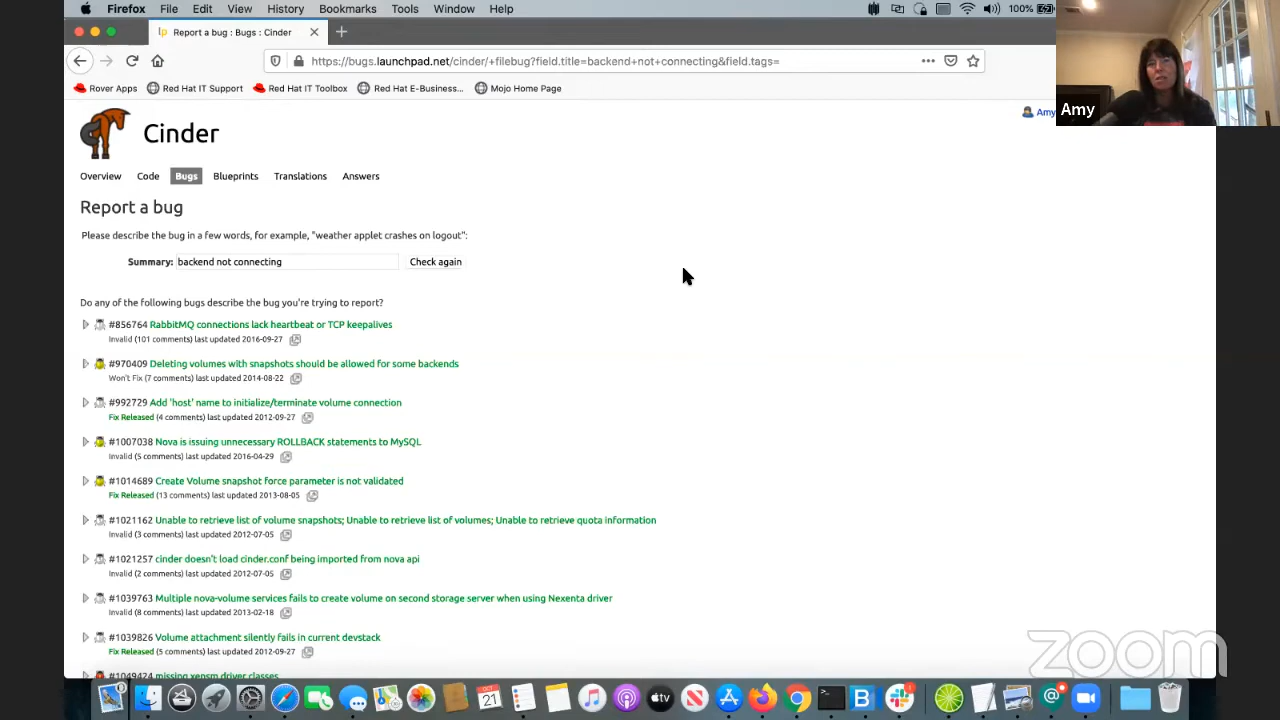 Firefox File Edit View History Bookmarks Tools Window Help 100%
lp Report a bug : Bugs : Cinder
https://bugs.launchpad.net/cinder/+filebug?field.title=backend+not+connecting&field.tags=
Rover Apps Red Hat IT Support Red Hat IT Toolbox Red Hat E-Business... Mojo Home Page
Amy
Amy
Cinder
Overview Code Bugs Blueprints Translations Answers
Report a bug
Please describe the bug in a few words, for example, "weather applet crashes on logout":
Summary: backend not connecting Check again
Do any of the following bugs describe the bug you're trying to report?
#856764 RabbitMQ connections lack heartbeat or TCP keepalives
Invalid (101 comments) last updated 2016-09-27
#970409 Deleting volumes with snapshots should be allowed for some backends
Won't Fix (7 comments) last updated 2014-08-22
#992729 Add 'host' name to initialize/terminate volume connection
Fix Released (4 comments) last updated 2012-09-27
#1007038 Nova is issuing unnecessary ROLLBACK statements to MySQL
Invalid (5 comments) last updated 2016-04-29
#1014689 Create Volume snapshot force parameter is not validated
Fix Released (13 comments) last updated 2013-08-05
#1021162 Unable to retrieve list of volume snapshots; Unable to retrieve list of volumes; Unable to retrieve quota information
Invalid (3 comments) last updated 2012-07-05
#1021257 cinder doesn't load cinder.conf being imported from nova api
Invalid (2 comments) last updated 2012-07-05
#1039763 Multiple nova-volume services fails to create volume on second storage server when using Nexenta driver
Invalid (8 comments) last updated 2013-02-18
#1039826 Volume attachment silently fails in current devstack
Fix Released (5 comments) last updated 2012-09-27
#1049424 missing xensm driver classes
zoom
OCT
21
tv